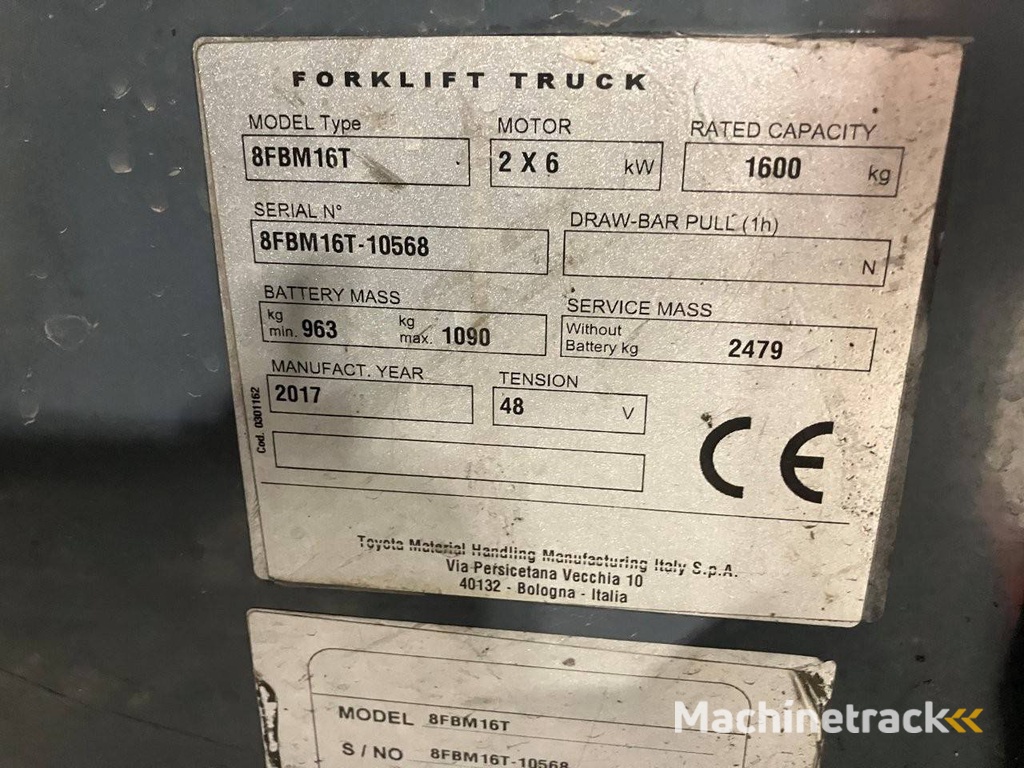 FORKLIFT TRUCK
MODEL Type MOTOR RATED CAPACITY
8FBM16T 2 X 6 kW 1600 kg
SERIAL N° DRAW-BAR PULL (1h)
8FBM16T-10568 N
BATTERY MASS SERVICE MASS
kg min. 963 kg max. 1090 Without Battery kg 2479
MANUFACT. YEAR TENSION
2017 48 V
Cod. 0301162
CE
Toyota Material Handling Manufacturing Italy S.p.A.
Via Persicetana Vecchia 10
40132 - Bologna - Italia
MODEL 8FBM16T
S / NO 8FBM16T-10568
Machinetrack